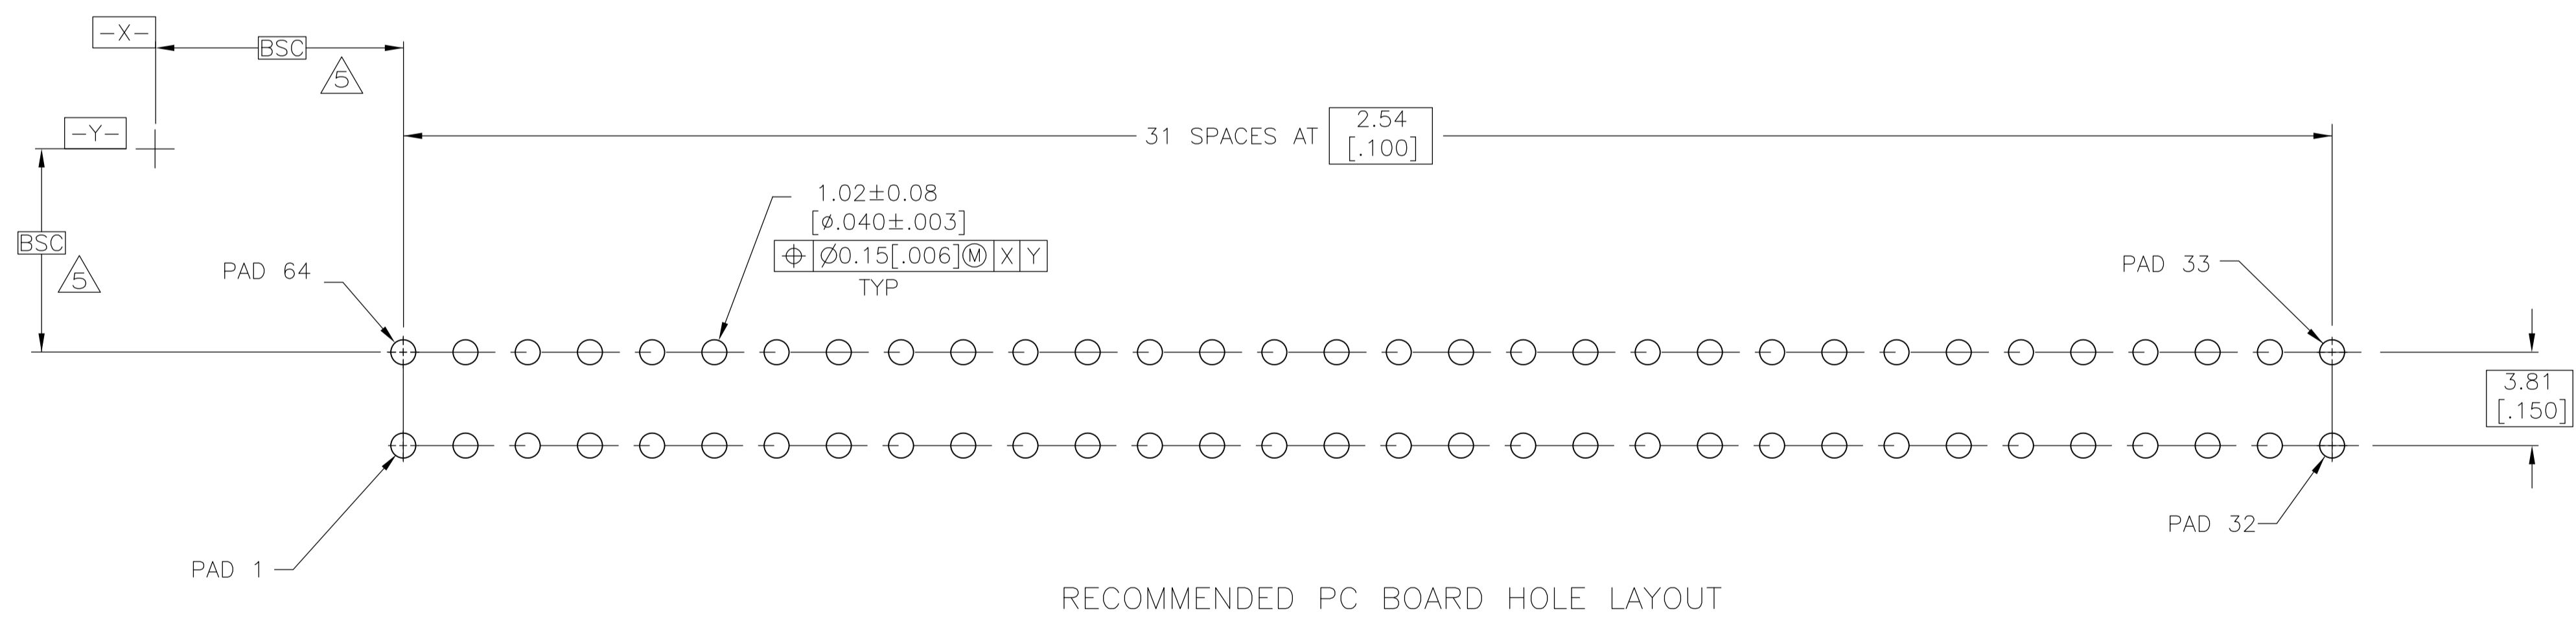 -X-
BSC
5
-Y-
31 SPACES AT
2.54
[.100]
1.02±0.08
[⌀.040±.003]
⌖ ⌀0.15[.006]Ⓜ X Y
TYP
BSC
5
PAD 64
PAD 33
3.81
[.150]
PAD 32
PAD 1
RECOMMENDED PC BOARD HOLE LAYOUT